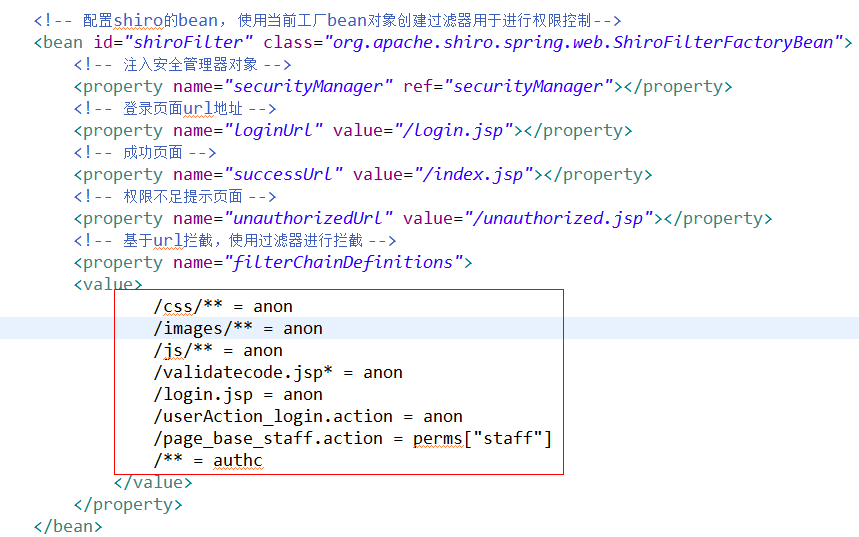 <!-- 配置shiro的bean, 使用当前工厂bean对象创建过滤器用于进行权限控制-->
<bean id="shiroFilter" class="org.apache.shiro.spring.web.ShiroFilterFactoryBean">
<!-- 注入安全管理器对象 -->
<property name="securityManager" ref="securityManager"></property>
<!-- 登录页面url地址 -->
<property name="loginUrl" value="/login.jsp"></property>
<!-- 成功页面 -->
<property name="successUrl" value="/index.jsp"></property>
<!-- 权限不足提示页面 -->
<property name="unauthorizedUrl" value="/unauthorized.jsp"></property>
<!-- 基于url拦截，使用过滤器进行拦截 -->
<property name="filterChainDefinitions">
<value>
/css/** = anon
/images/** = anon
/js/** = anon
/validatecode.jsp* = anon
/login.jsp = anon
/userAction_login.action = anon
/page_base_staff.action = perms["staff"]
/** = authc
</value>
</property>
</bean>